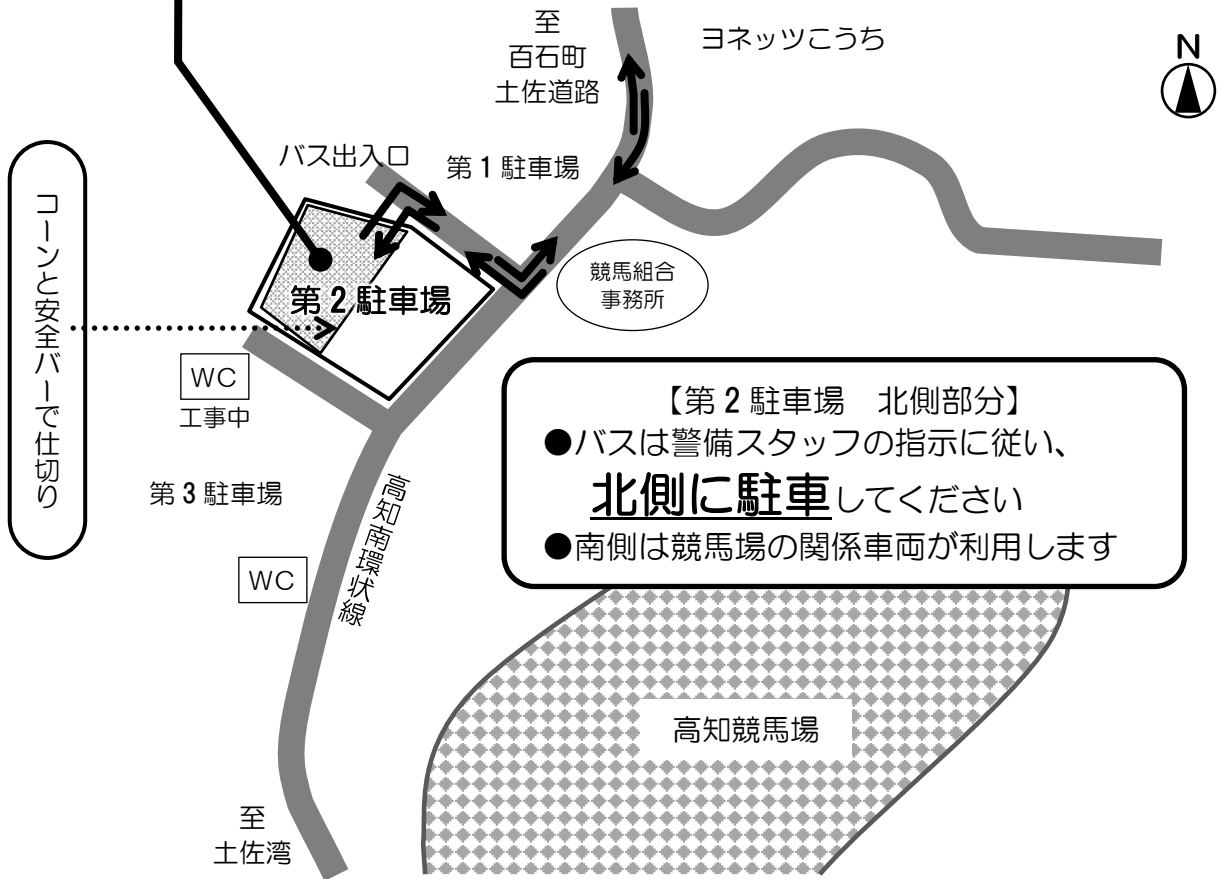 至
百石町
土佐道路
ヨネッツこうち
N
バス出入口
第1駐車場
コーンと安全バーで仕切り
競馬組合
事務所
第2駐車場
WC
工事中
【第2駐車場　北側部分】
●バスは警備スタッフの指示に従い、
北側に駐車してください
●南側は競馬場の関係車両が利用します
第3駐車場
高知南環状線
WC
高知競馬場
至
土佐湾